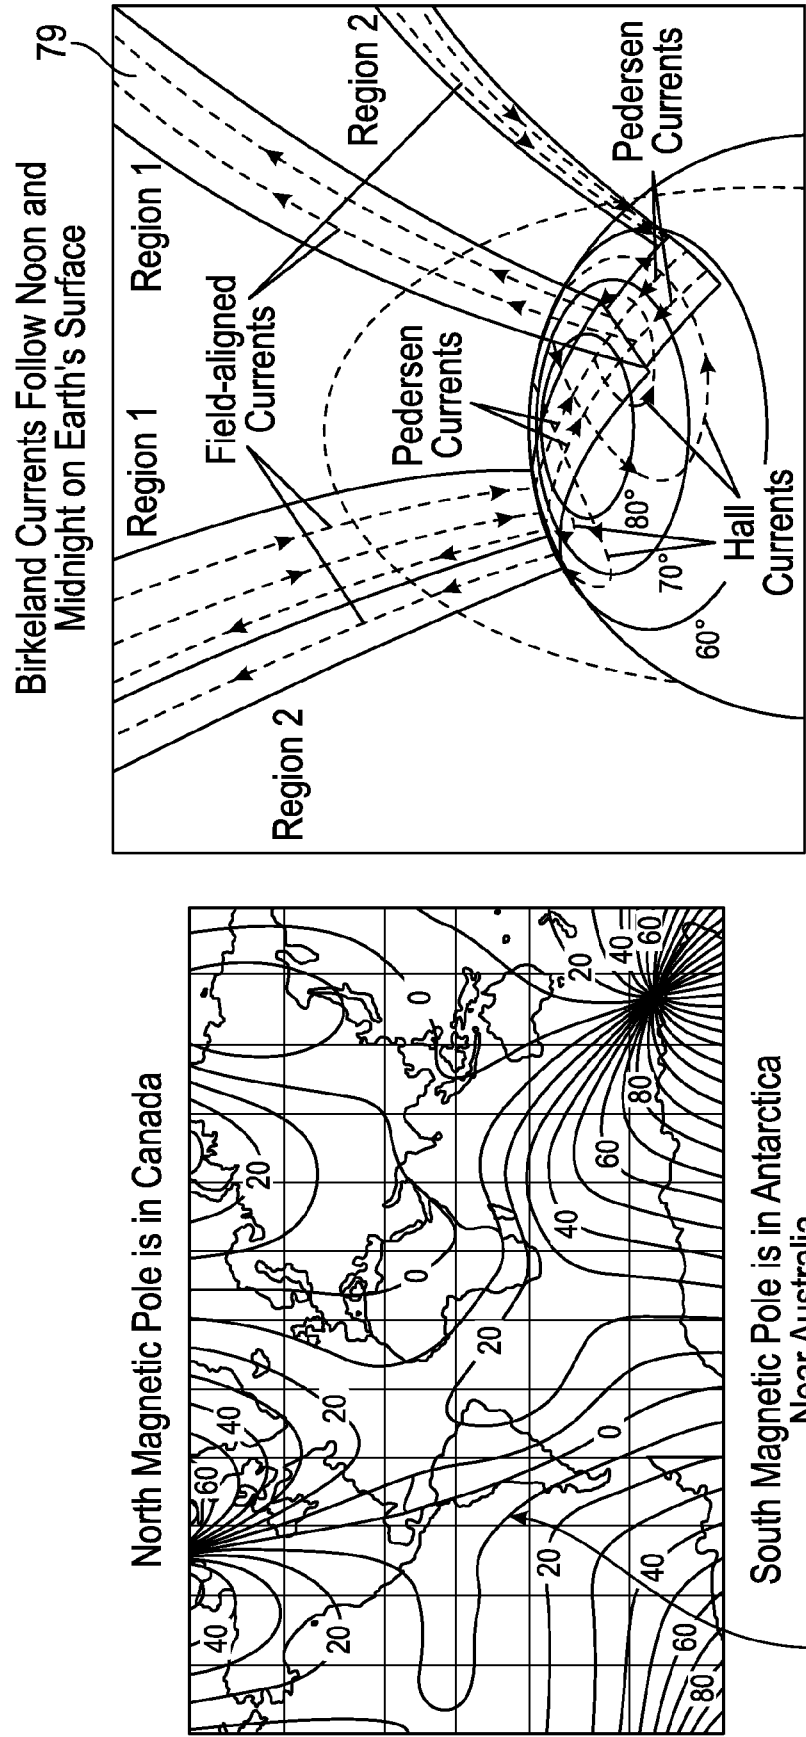 North Magnetic Pole is in Canada
60
40
40
20
20
20
0
0
20
20
40
20
60
0
40
80
40
60
60
80
South Magnetic Pole is in Antarctica
Near Australia
Birkeland Currents Follow Noon and
Midnight on Earth's Surface
79
Region 1
Region 1
Field-aligned
Currents
Region 2
Region 2
Pedersen
Currents
Pedersen
Currents
80°
70°
60°
Hall
Currents